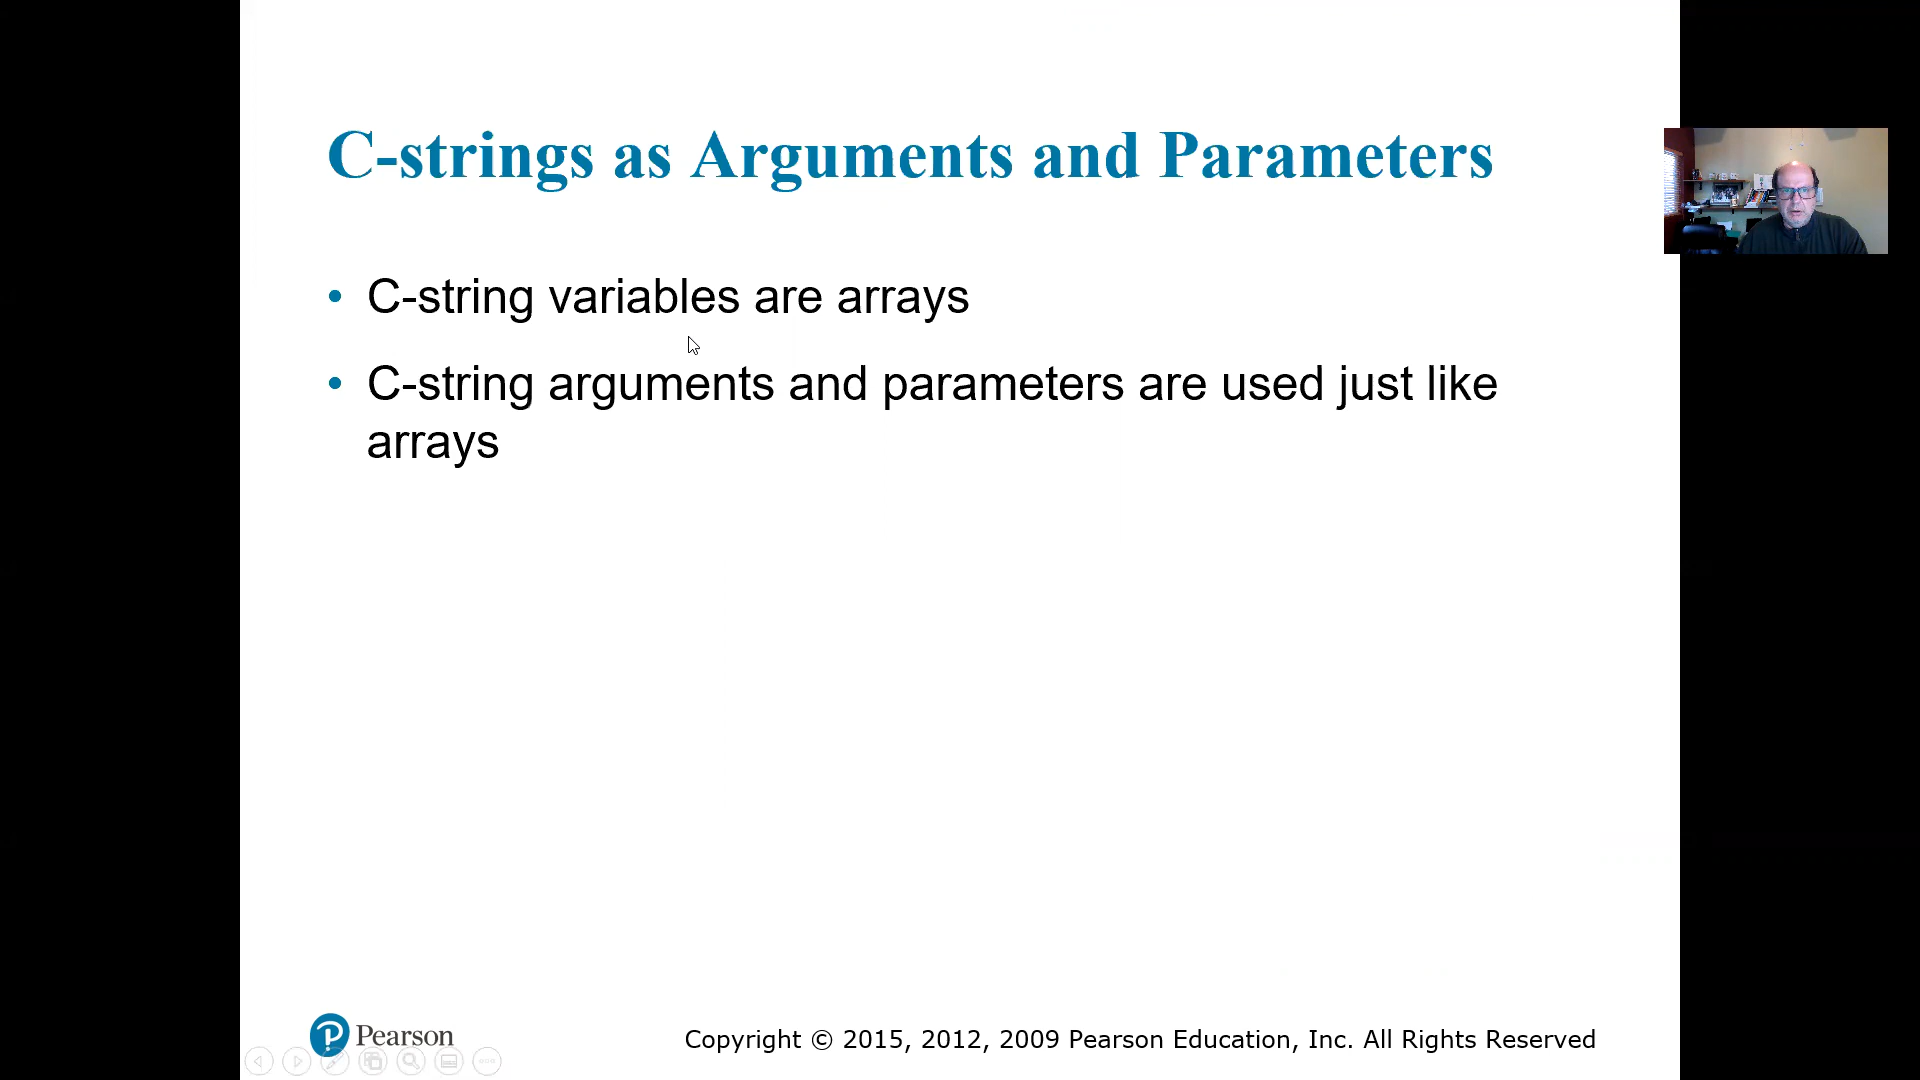 C-strings as Arguments and Parameters
• C-string variables are arrays
• C-string arguments and parameters are used just like
arrays
Pearson
Copyright © 2015, 2012, 2009 Pearson Education, Inc. All Rights Reserved